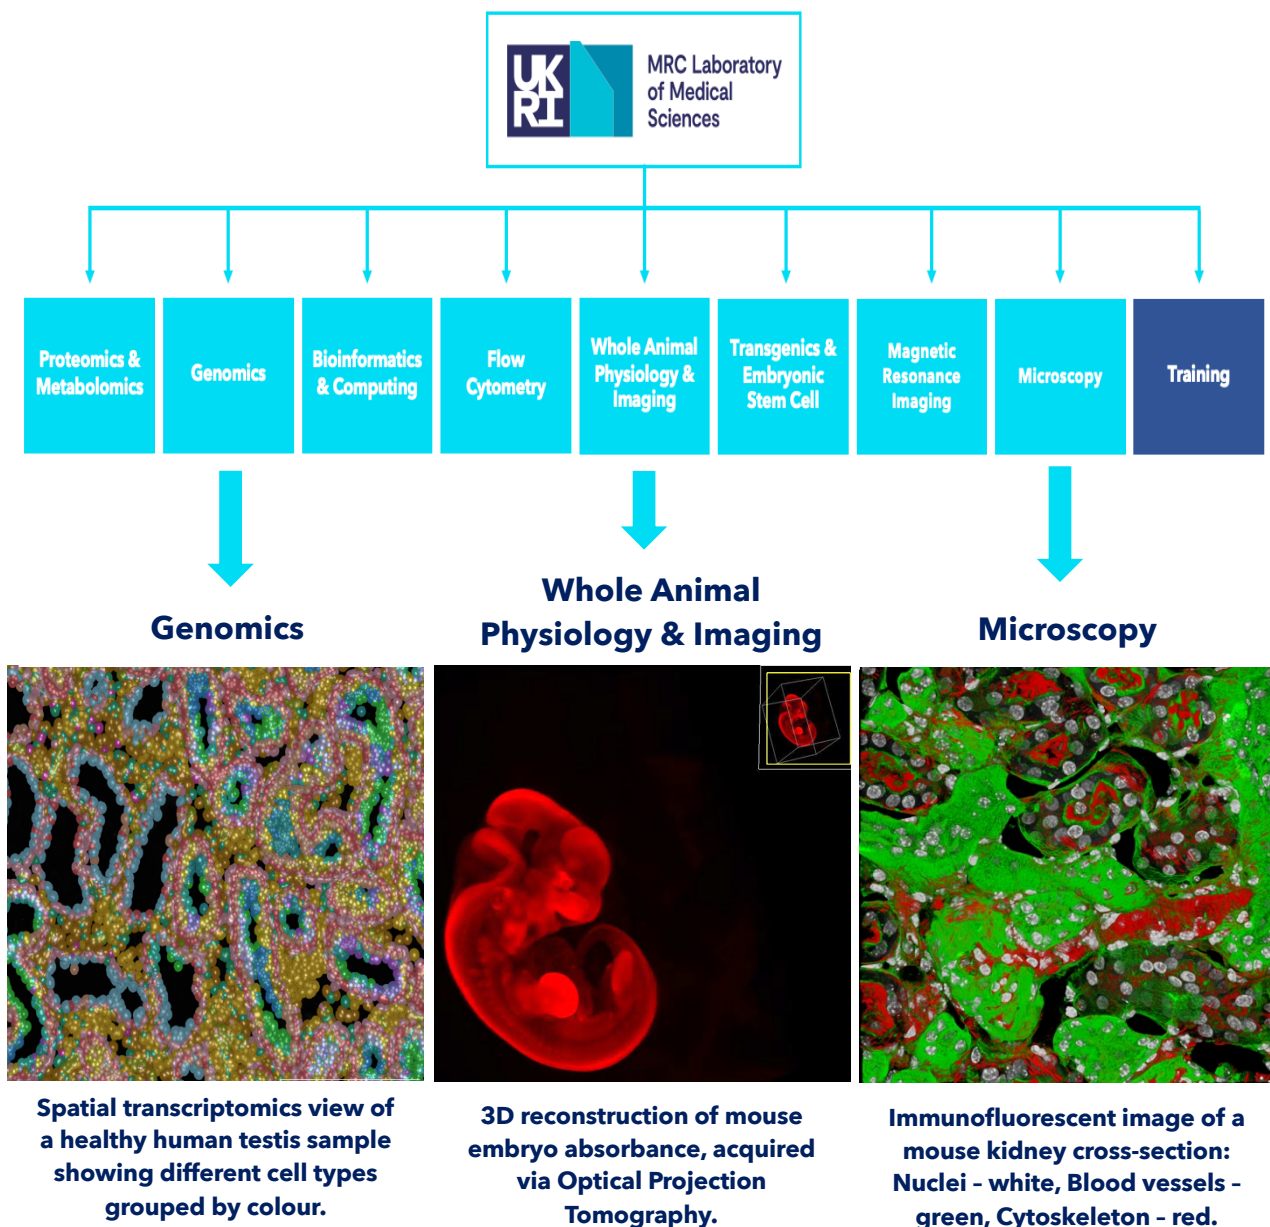 UK
RI
MRC Laboratory
of Medical
Sciences
Proteomics &
Metabolomics
Genomics
Bioinformatics
& Computing
Flow
Cytometry
Whole Animal
Physiology &
Imaging
Transgenics &
Embryonic
Stem Cell
Magnetic
Resonance
Imaging
Microscopy
Training
Genomics
Whole Animal
Physiology & Imaging
Microscopy
Spatial transcriptomics view of
a healthy human testis sample
showing different cell types
grouped by colour.
3D reconstruction of mouse
embryo absorbance, acquired
via Optical Projection
Tomography.
Immunofluorescent image of a
mouse kidney cross-section:
Nuclei – white, Blood vessels –
green, Cytoskeleton – red.